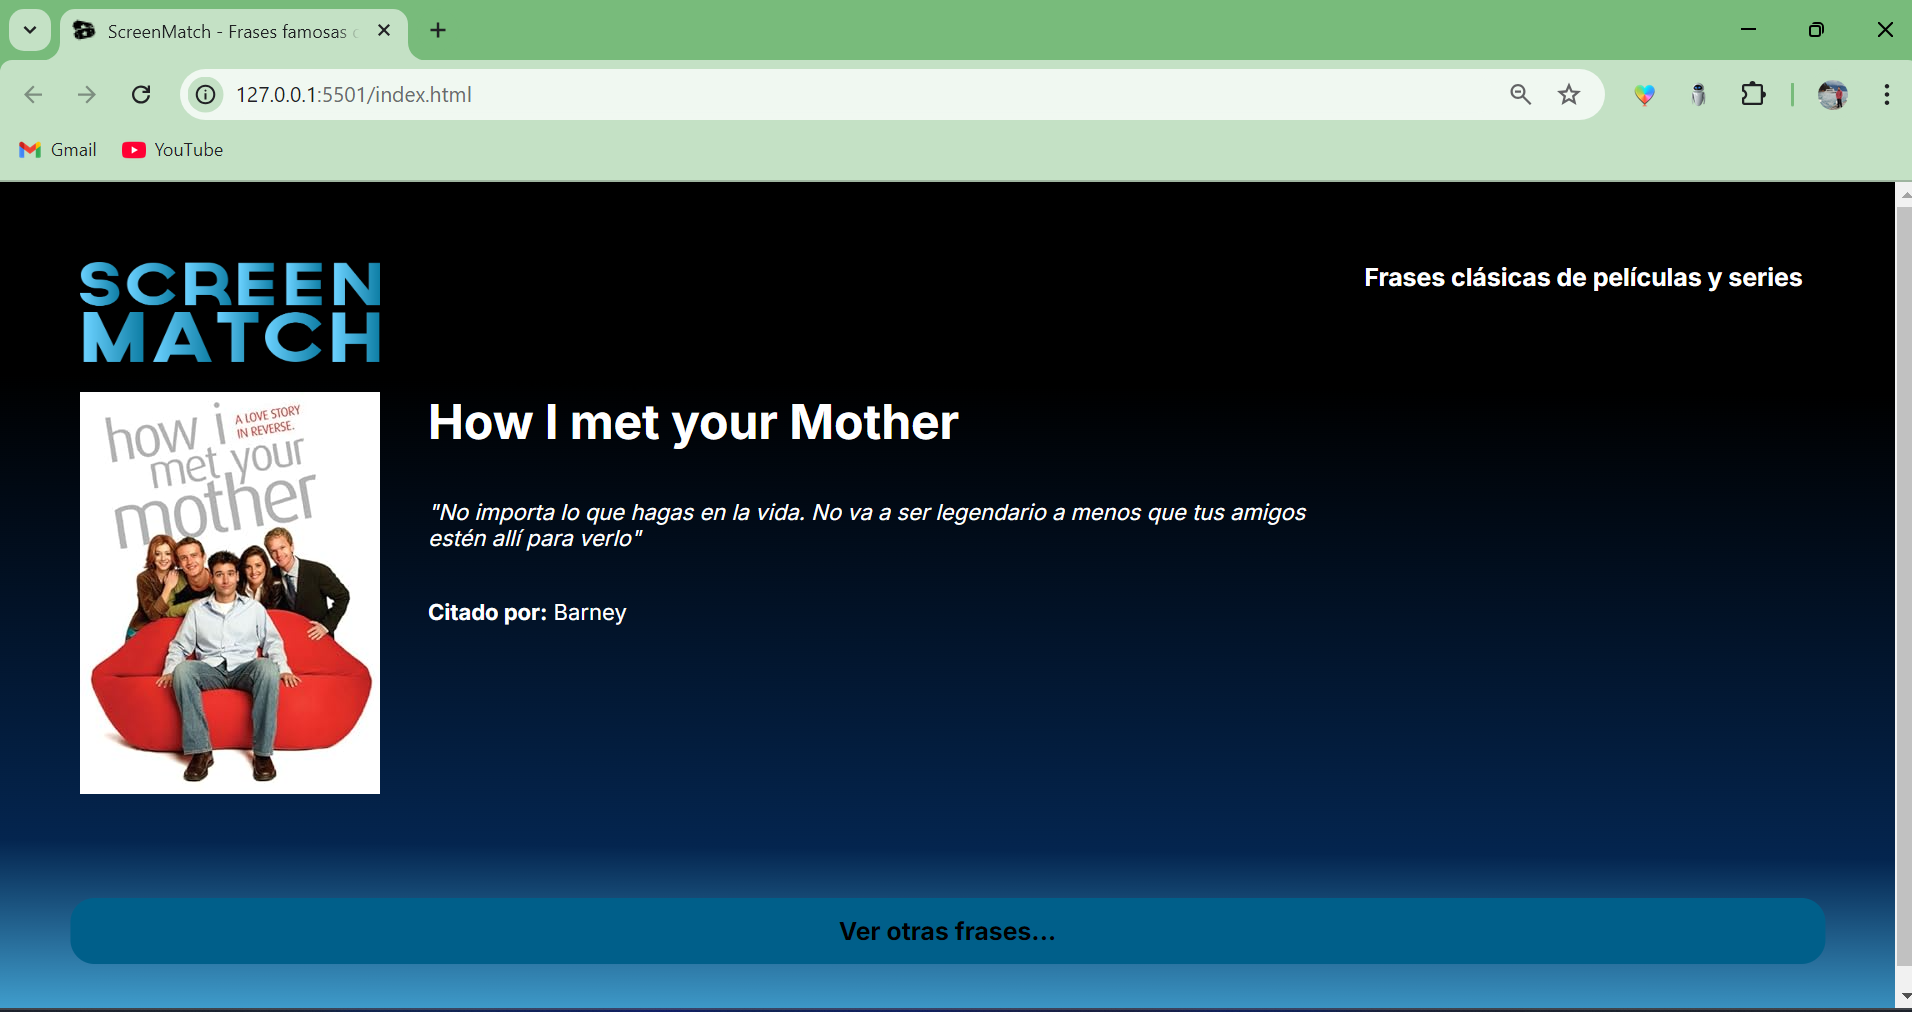 ScreenMatch - Frases famosas
127.0.0.1:5501/index.html
Gmail
YouTube
SCREEN
MATCH
Frases clásicas de películas y series
how i
A LOVE STORY
IN REVERSE.
met your
mother
How I met your Mother
"No importa lo que hagas en la vida. No va a ser legendario a menos que tus amigos
estén allí para verlo"
Citado por: Barney
Ver otras frases...